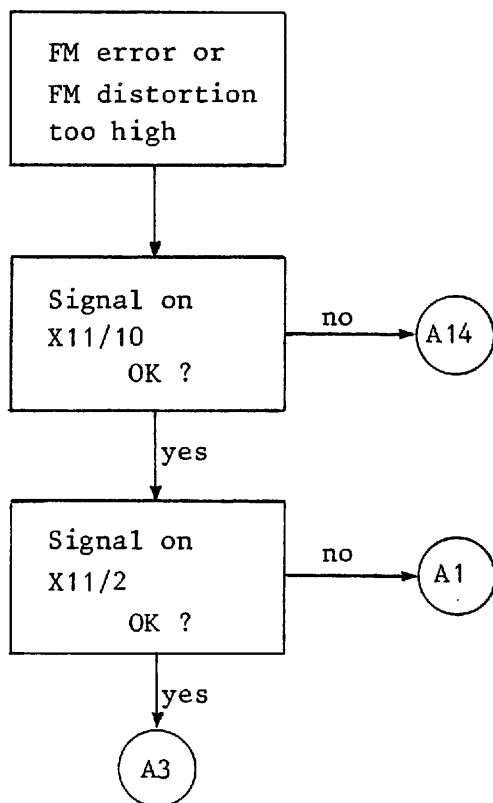 FM error or
FM distortion
too high
Signal on
X11/10
OK ?
no
A14
yes
Signal on
X11/2
OK ?
no
A1
yes
A3